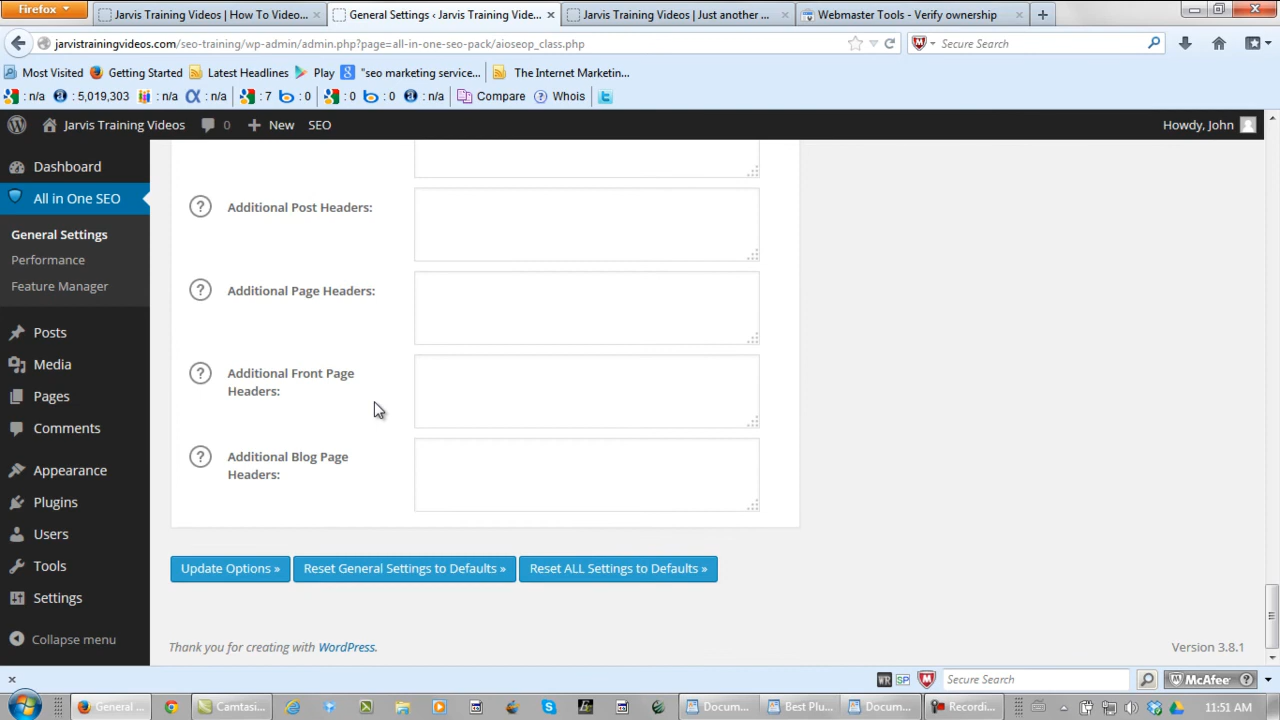 Firefox
Jarvis Training Videos | How To Video...
General Settings ‹ Jarvis Training Vide...
Jarvis Training Videos | Just another ...
Webmaster Tools - Verify ownership
jarvistrainingvideos.com/seo-training/wp-admin/admin.php?page=all-in-one-seo-pack/aioseop_class.php
Secure Search
Most Visited
Getting Started
Latest Headlines
Play
"seo marketing service...
The Internet Marketin...
: n/a
: 5,019,303
: n/a
: n/a
: 7
: 0
: 0
: 0
: n/a
Compare
Whois
Jarvis Training Videos
0
New
SEO
Howdy, John
Dashboard
All in One SEO
General Settings
Performance
Feature Manager
Posts
Media
Pages
Comments
Appearance
Plugins
Users
Tools
Settings
Collapse menu
? Additional Post Headers:
? Additional Page Headers:
? Additional Front Page
Headers:
? Additional Blog Page
Headers:
Update Options »
Reset General Settings to Defaults »
Reset ALL Settings to Defaults »
Thank you for creating with WordPress.
Version 3.8.1
x
WR
SP
Secure Search
McAfee
General ...
Camtasi...
Docum...
Best Plu...
Docum...
Recordi...
11:51 AM